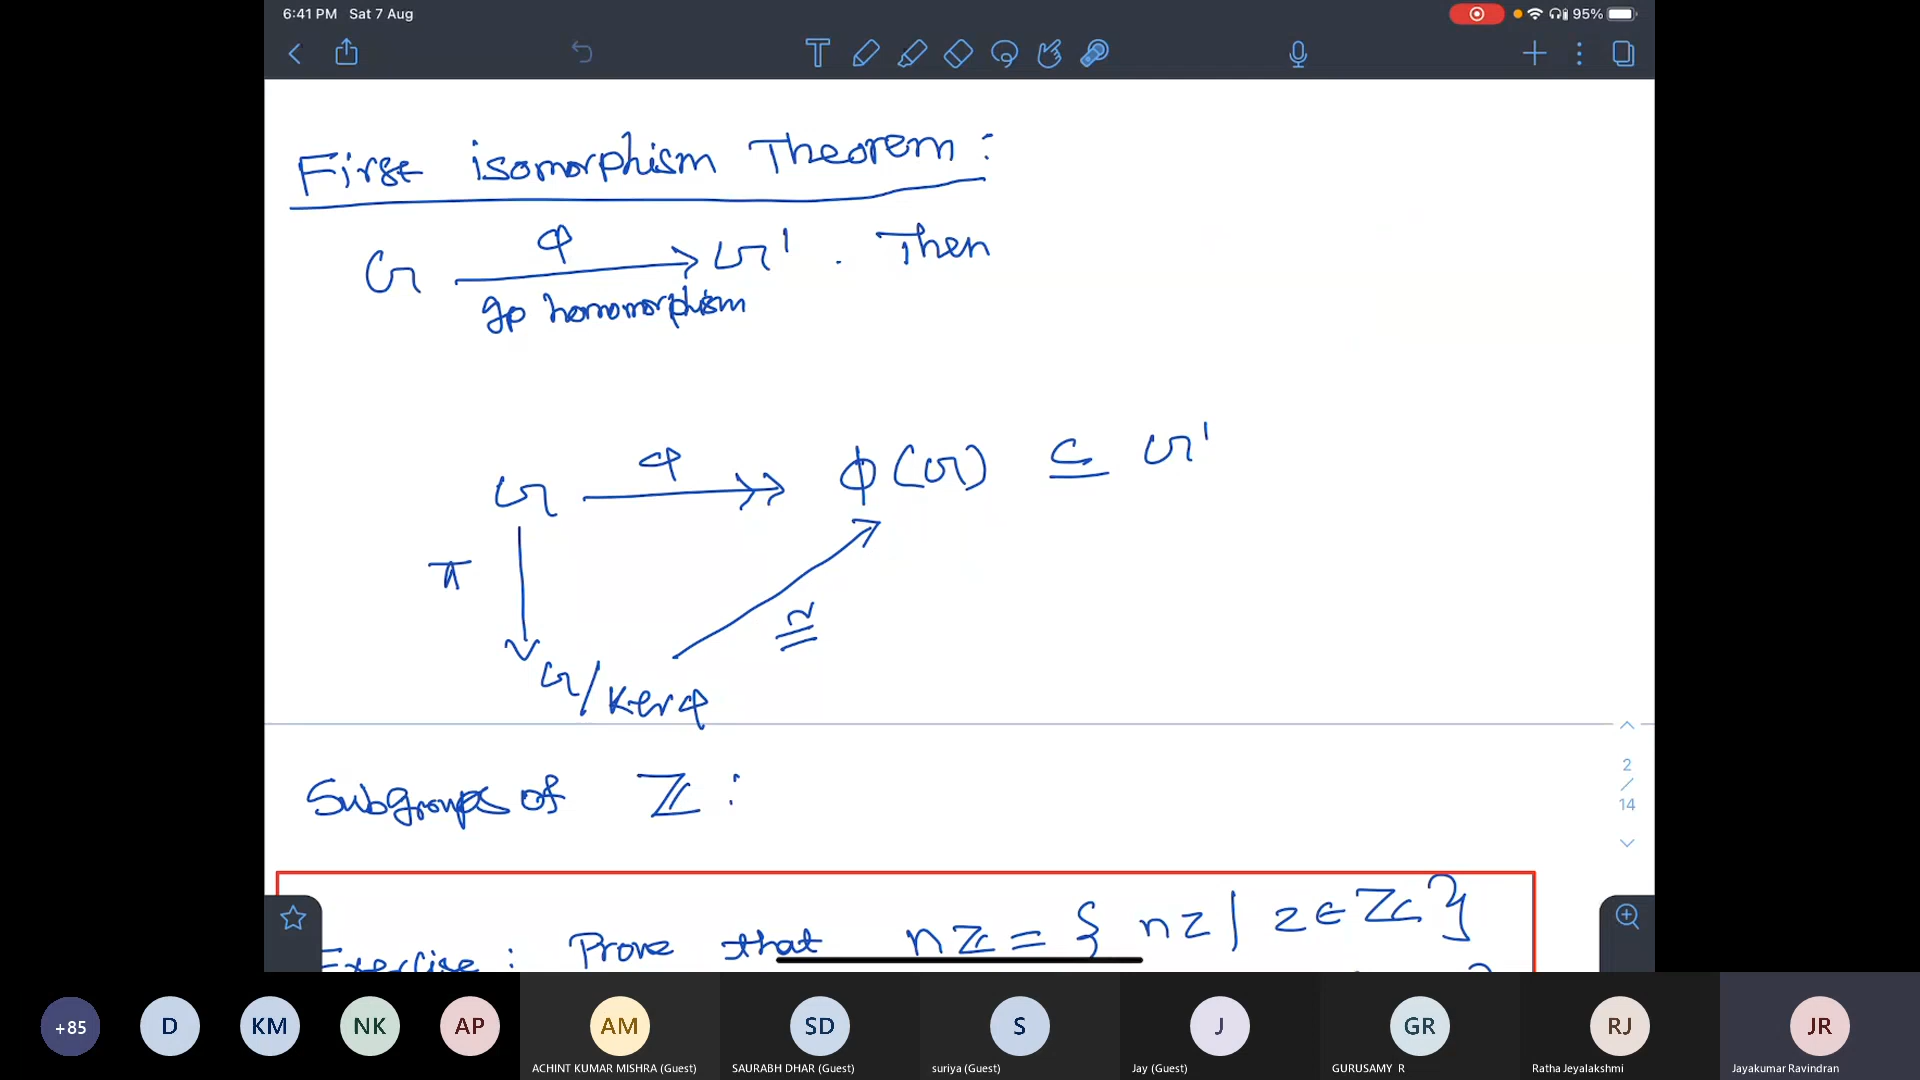 6:41 PM Sat 7 Aug
95%
First isomorphism Theorem :
G φ G' . Then
gp homomorphism
G φ φ(G) ⊆ G'
π
≅
G/Ker φ
2
/
14
Subgroups of ℤ :
Exercise : Prove that nℤ = { nz | z ∈ ℤ }
+85 D KM NK AP AM SD S J GR RJ JR
ACHINT KUMAR MISHRA (Guest) SAURABH DHAR (Guest) suriya (Guest) Jay (Guest) GURUSAMY R Ratha Jeyalakshmi Jayakumar Ravindran